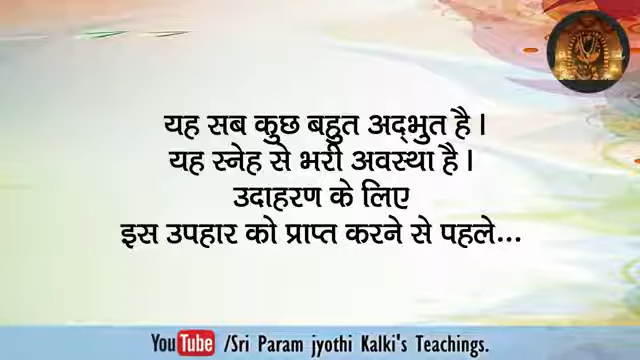 यह सब कुछ बहुत अद्भुत है।
यह स्नेह से भरी अवस्था है।
उदाहरण के लिए
इस उपहार को प्राप्त करने से पहले...
YouTube /Sri Param jyothi Kalki's Teachings.